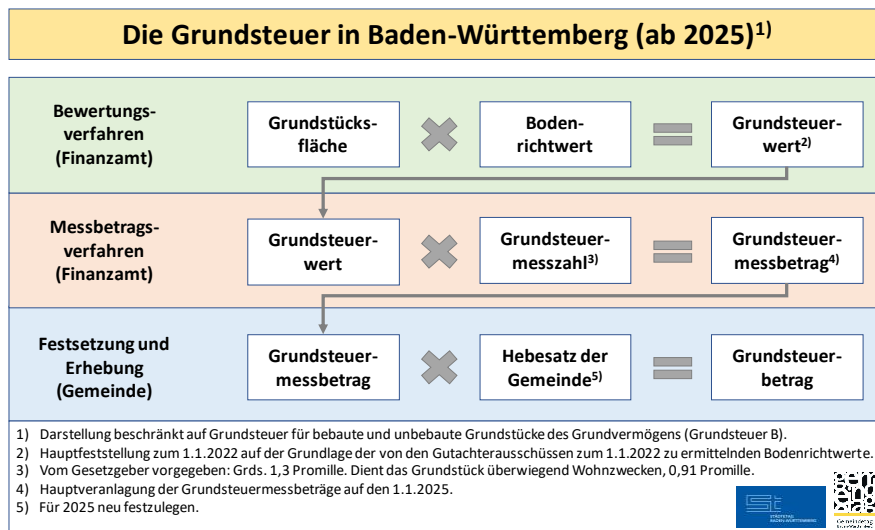 Die Grundsteuer in Baden-Württemberg (ab 2025)1)
Bewertungs-
verfahren
(Finanzamt)
Grundstücks-
fläche
Boden-
richtwert
Grundsteuer-
wert2)
Messbetrags-
verfahren
(Finanzamt)
Grundsteuer-
wert
Grundsteuer-
messzahl3)
Grundsteuer-
messbetrag4)
Festsetzung und
Erhebung
(Gemeinde)
Grundsteuer-
messbetrag
Hebesatz der
Gemeinde5)
Grundsteuer-
betrag
1) Darstellung beschränkt auf Grundsteuer für bebaute und unbebaute Grundstücke des Grundvermögens (Grundsteuer B).
2) Hauptfeststellung zum 1.1.2022 auf der Grundlage der von den Gutachterausschüssen zum 1.1.2022 zu ermittelnden Bodenrichtwerte.
3) Vom Gesetzgeber vorgegeben: Grds. 1,3 Promille. Dient das Grundstück überwiegend Wohnzwecken, 0,91 Promille.
4) Hauptveranlagung der Grundsteuermessbeträge auf den 1.1.2025.
5) Für 2025 neu festzulegen.
STÄDTETAG
BADEN-WÜRTTEMBERG
Gemeindetag